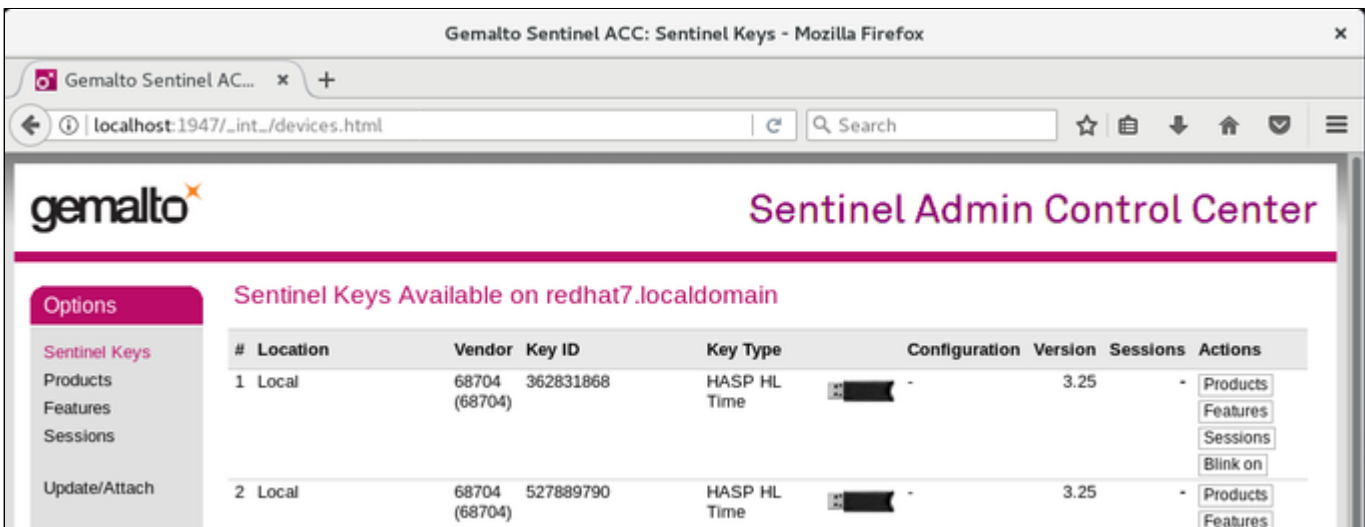 Gemalto Sentinel ACC: Sentinel Keys - Mozilla Firefox
Gemalto Sentinel AC...
localhost:1947/_int_/devices.html
Search
gemalto
Sentinel Admin Control Center
Options
Sentinel Keys
Products
Features
Sessions
Update/Attach
Sentinel Keys Available on redhat7.localdomain
# Location Vendor Key ID Key Type Configuration Version Sessions Actions
1 Local 68704 362831868 HASP HL - 3.25 - Products
(68704) Time Features
Sessions
Blink on
2 Local 68704 527889790 HASP HL - 3.25 - Products
(68704) Time Features